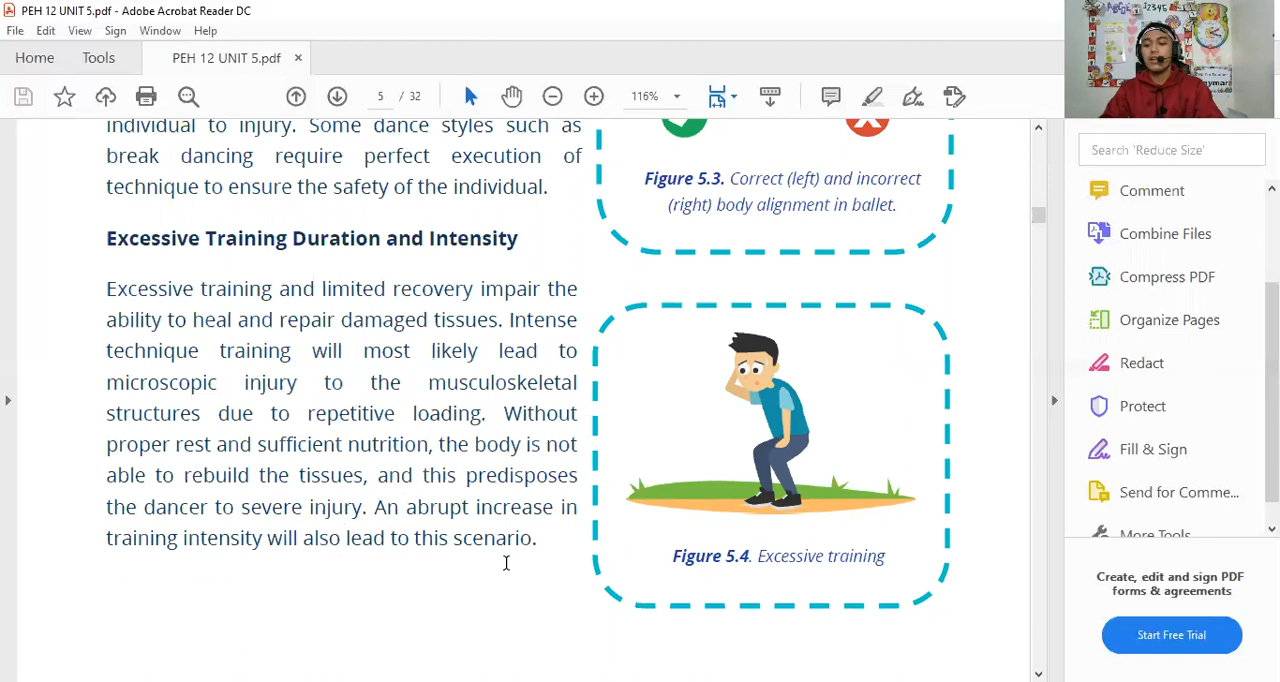 PEH 12 UNIT 5.pdf - Adobe Acrobat Reader DC
File Edit View Sign Window Help
Home Tools PEH 12 UNIT 5.pdf ×
5 / 32 116%
individual to injury. Some dance styles such as
break dancing require perfect execution of
technique to ensure the safety of the individual.
Excessive Training Duration and Intensity
Excessive training and limited recovery impair the
ability to heal and repair damaged tissues. Intense
technique training will most likely lead to
microscopic injury to the musculoskeletal
structures due to repetitive loading. Without
proper rest and sufficient nutrition, the body is not
able to rebuild the tissues, and this predisposes
the dancer to severe injury. An abrupt increase in
training intensity will also lead to this scenario.
Figure 5.3. Correct (left) and incorrect
(right) body alignment in ballet.
Figure 5.4. Excessive training
Search 'Reduce Size'
Comment
Combine Files
Compress PDF
Organize Pages
Redact
Protect
Fill & Sign
Send for Comme...
More Tools
Create, edit and sign PDF
forms & agreements
Start Free Trial